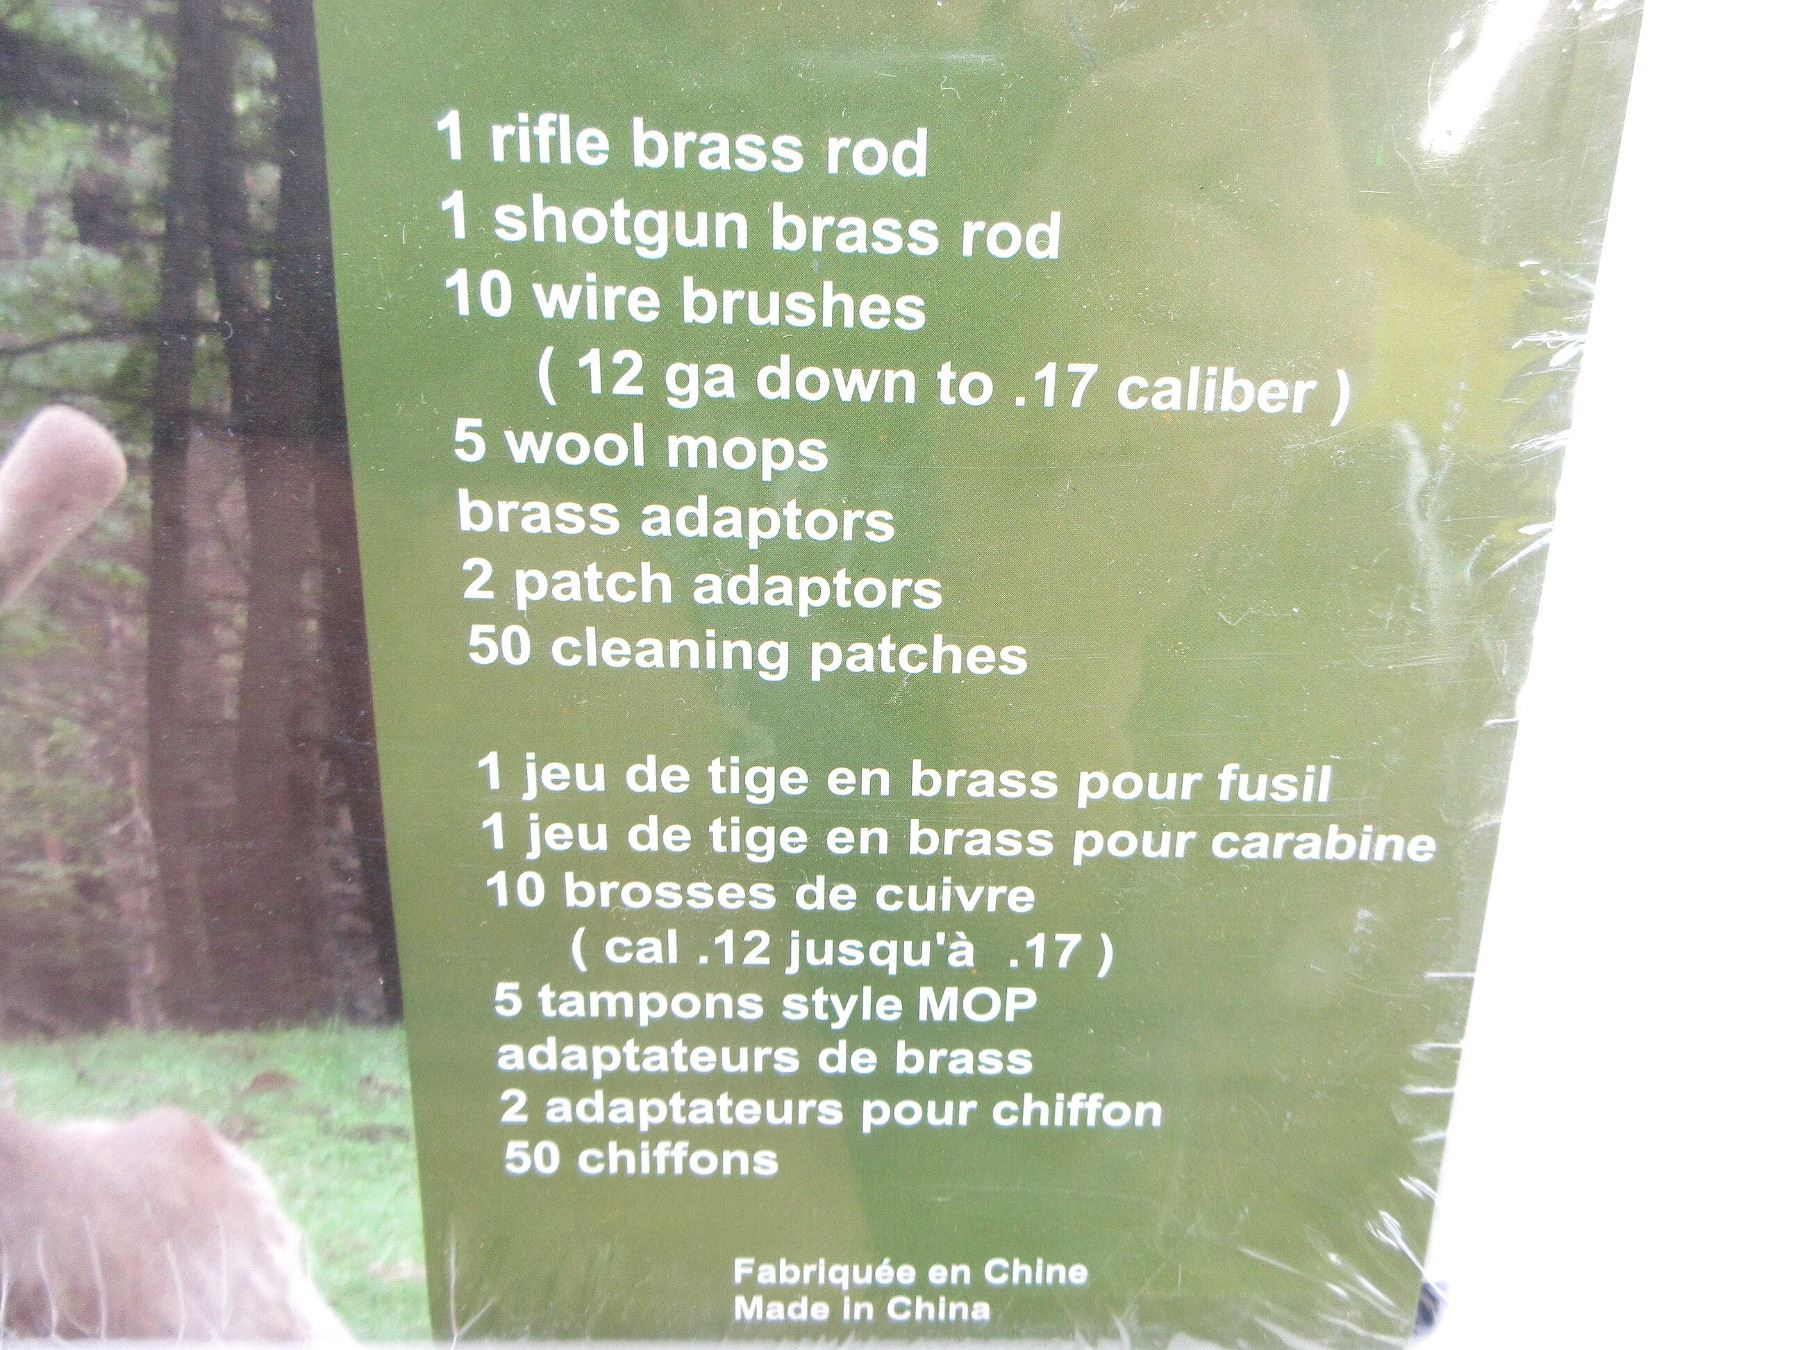 1 rifle brass rod
1 shotgun brass rod
10 wire brushes
( 12 ga down to .17 caliber )
5 wool mops
brass adaptors
2 patch adaptors
50 cleaning patches
1 jeu de tige en brass pour fusil
1 jeu de tige en brass pour carabine
10 brosses de cuivre
( cal .12 jusqu'à .17 )
5 tampons style MOP
adaptateurs de brass
2 adaptateurs pour chiffon
50 chiffons
Fabriquée en Chine
Made in China